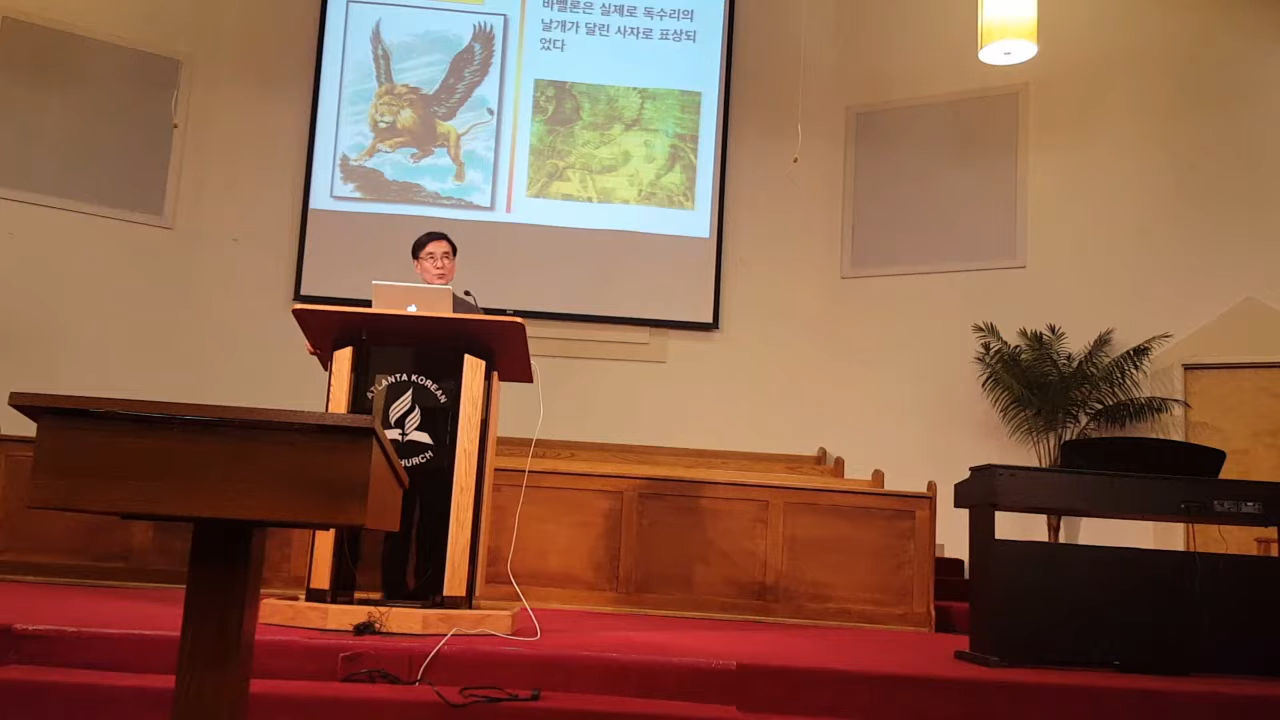 바벨론은 실제로 독수리의
날개가 달린 사자로 표상되
었다
ATLANTA KOREAN
CHURCH